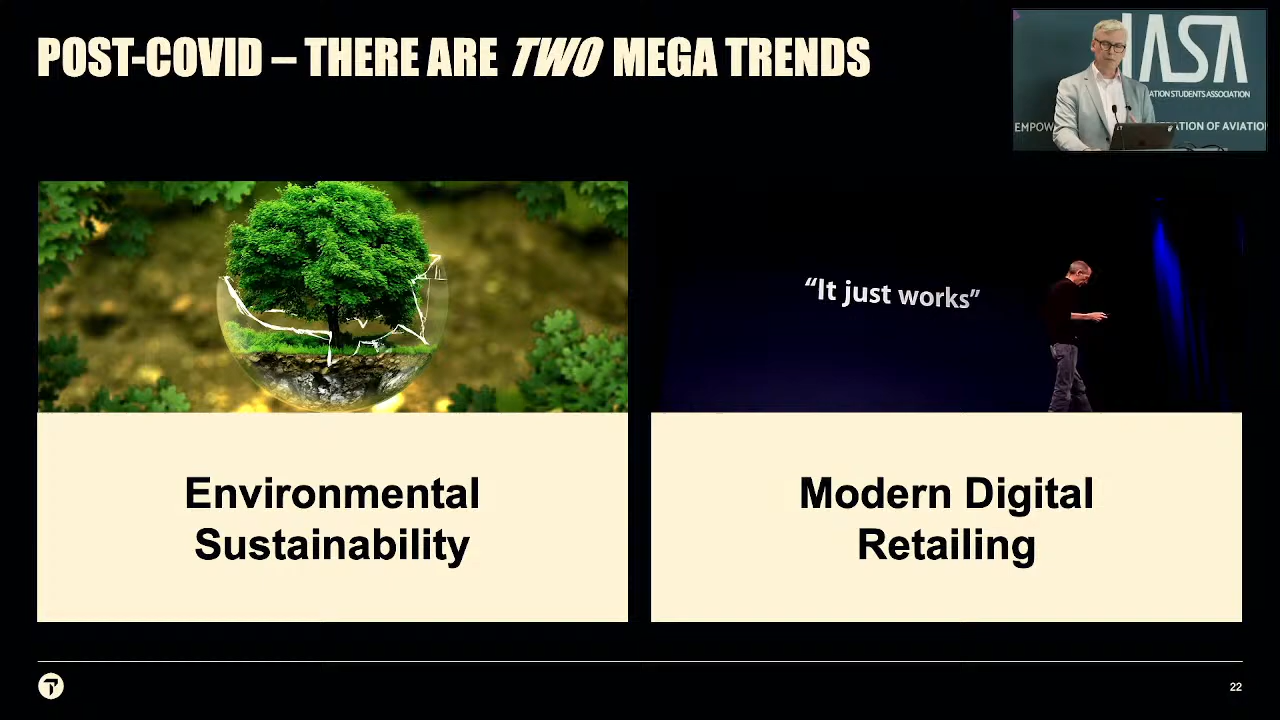 POST-COVID – THERE ARE TWO MEGA TRENDS
IASA
ATION STUDENTS ASSOCIATION
EMPOW
ATION OF AVIATIO
“It just works”
Environmental
Sustainability
Modern Digital
Retailing
22